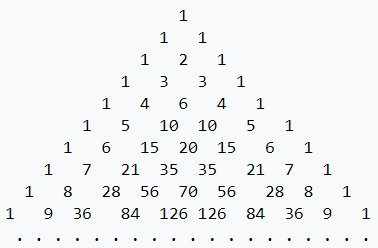 1
1 1
1 2 1
1 3 3 1
1 4 6 4 1
1 5 10 10 5 1
1 6 15 20 15 6 1
1 7 21 35 35 21 7 1
1 8 28 56 70 56 28 8 1
1 9 36 84 126 126 84 36 9 1
. . . . . . . . . . . . . . . . . . .